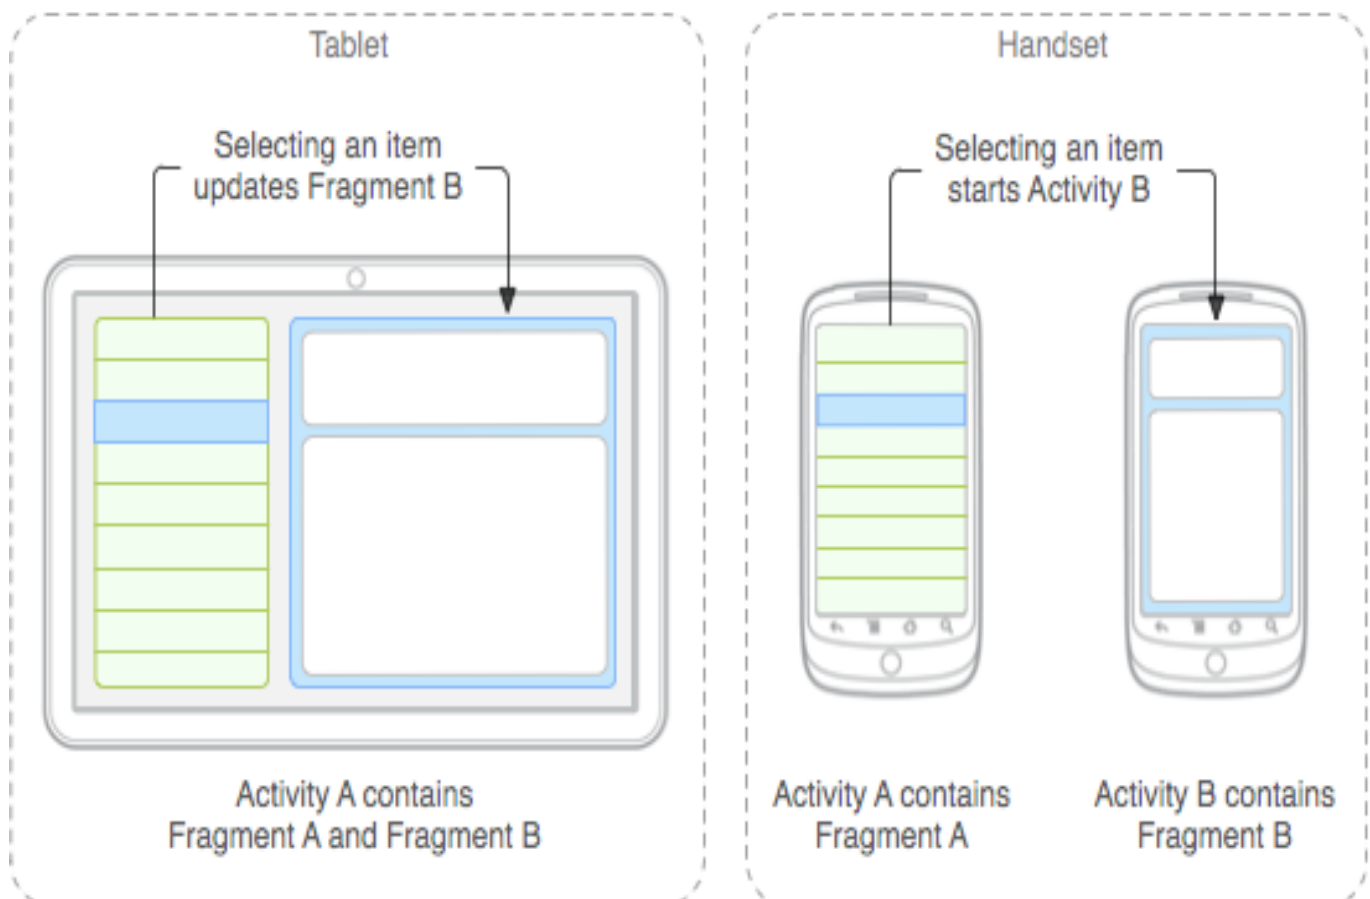 Tablet
Selecting an item
updates Fragment B
Activity A contains
Fragment A and Fragment B
Handset
Selecting an item
starts Activity B
Activity A contains
Fragment A
Activity B contains
Fragment B